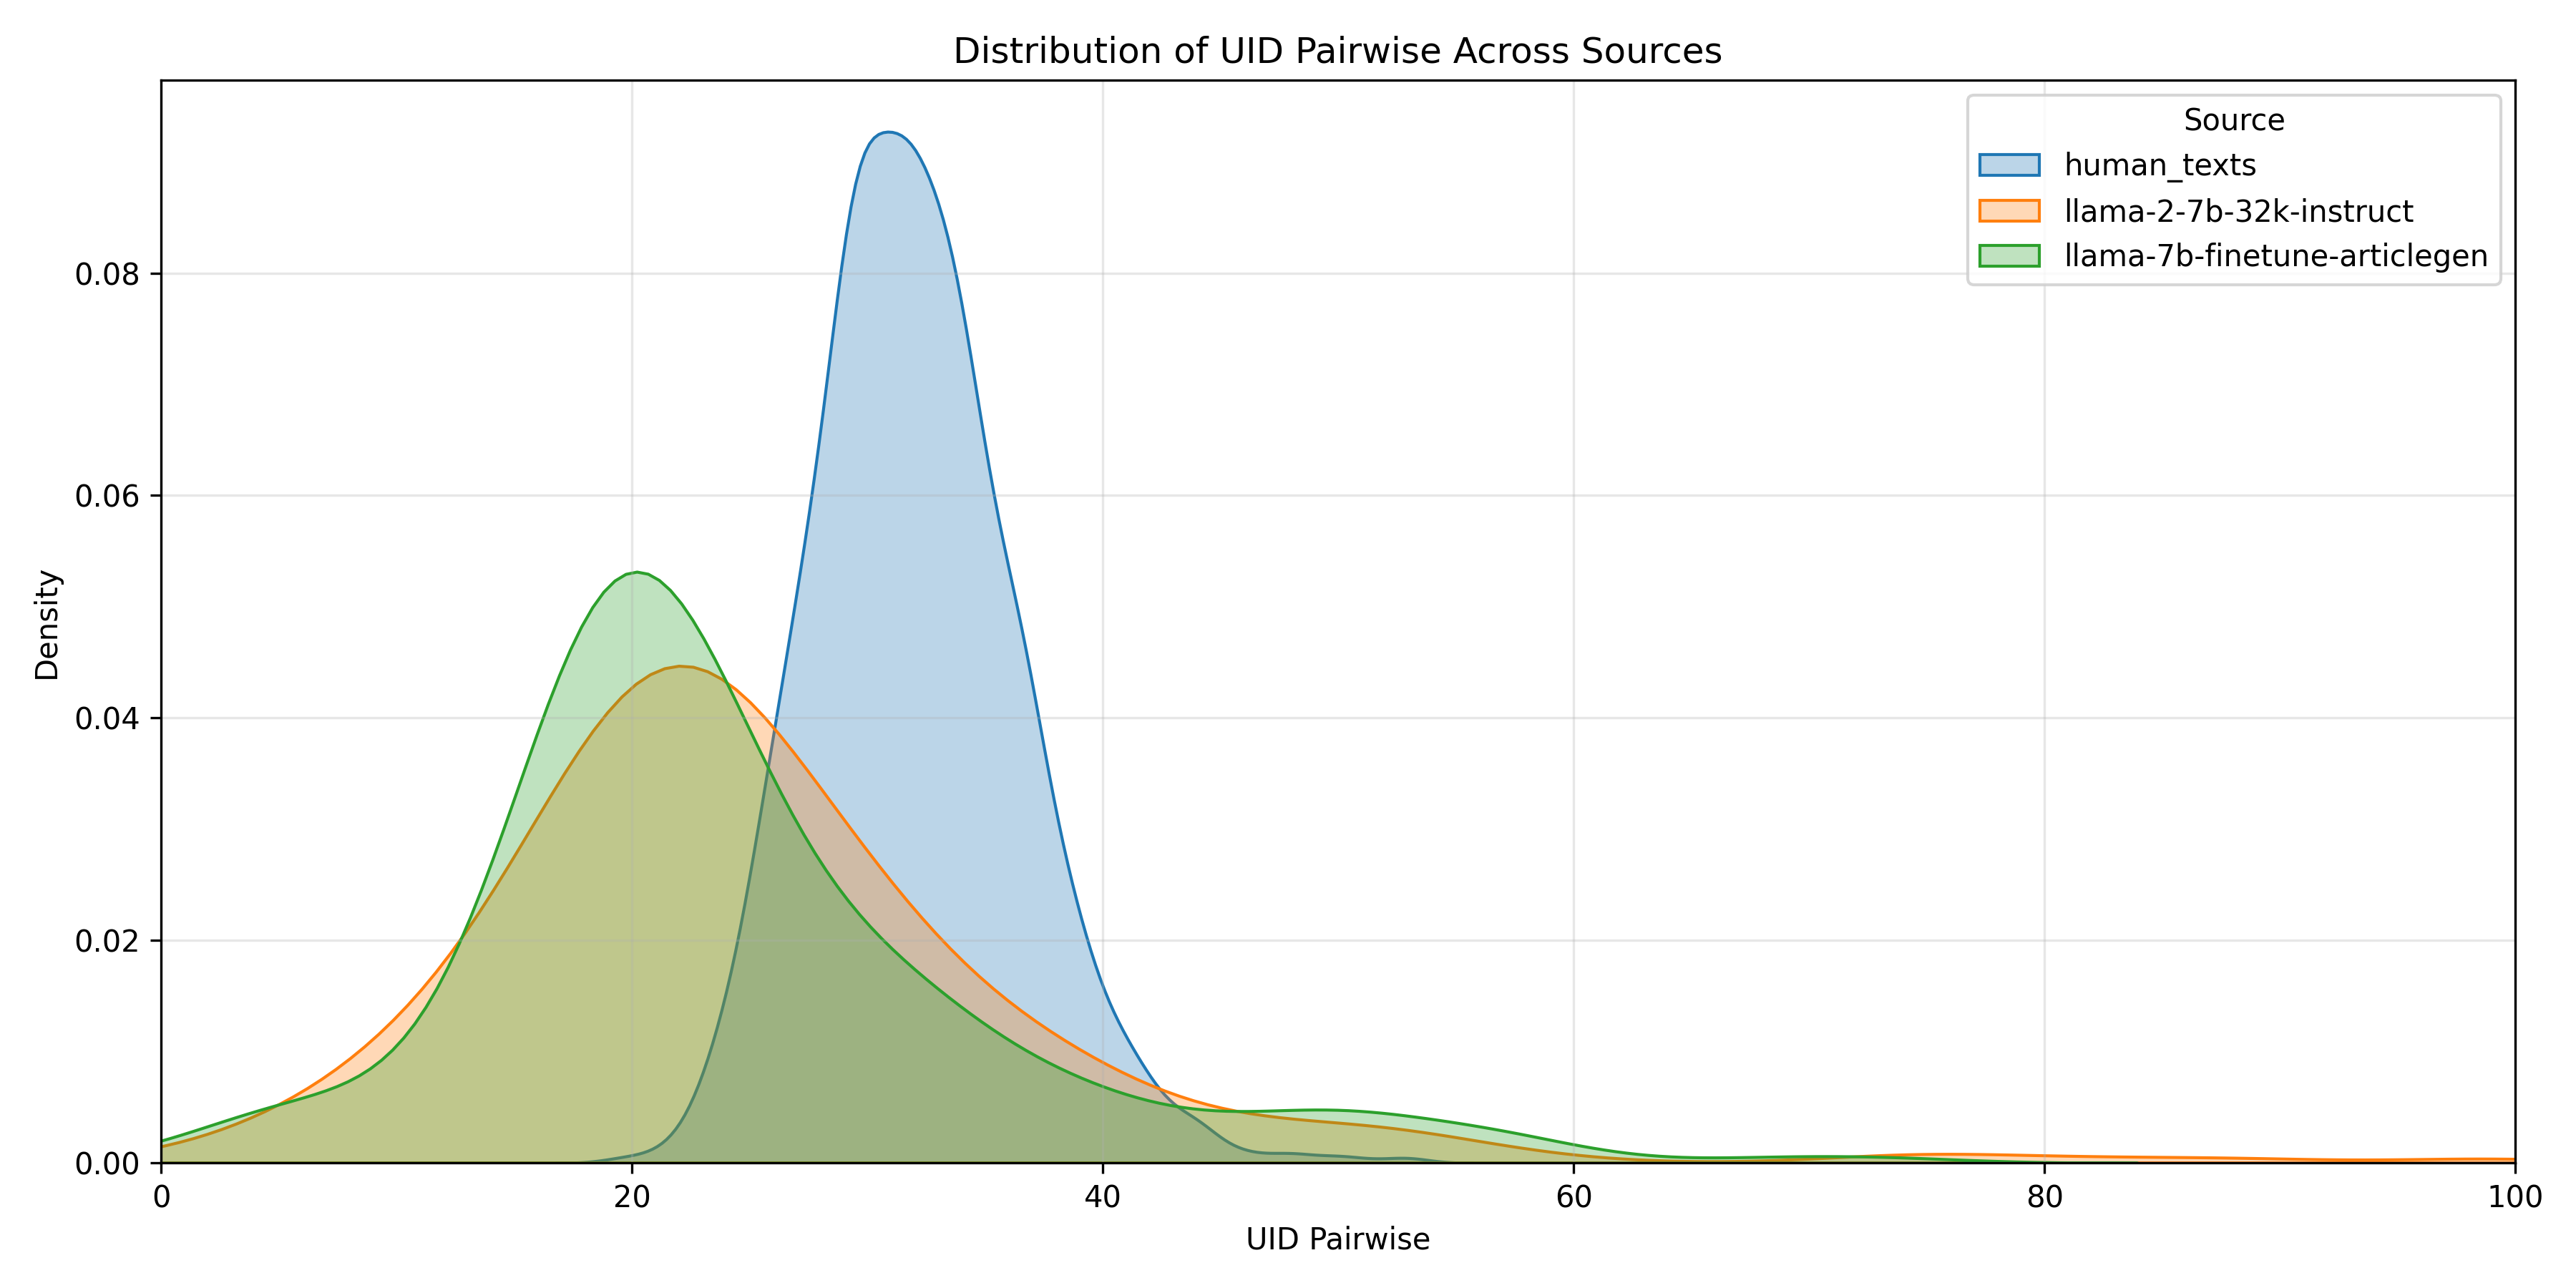 Distribution of UID Pairwise Across Sources
Source
human_texts
llama-2-7b-32k-instruct
llama-7b-finetune-articlegen
Density
0.08
0.06
0.04
0.02
0.00
0 20 40 60 80 100
UID Pairwise